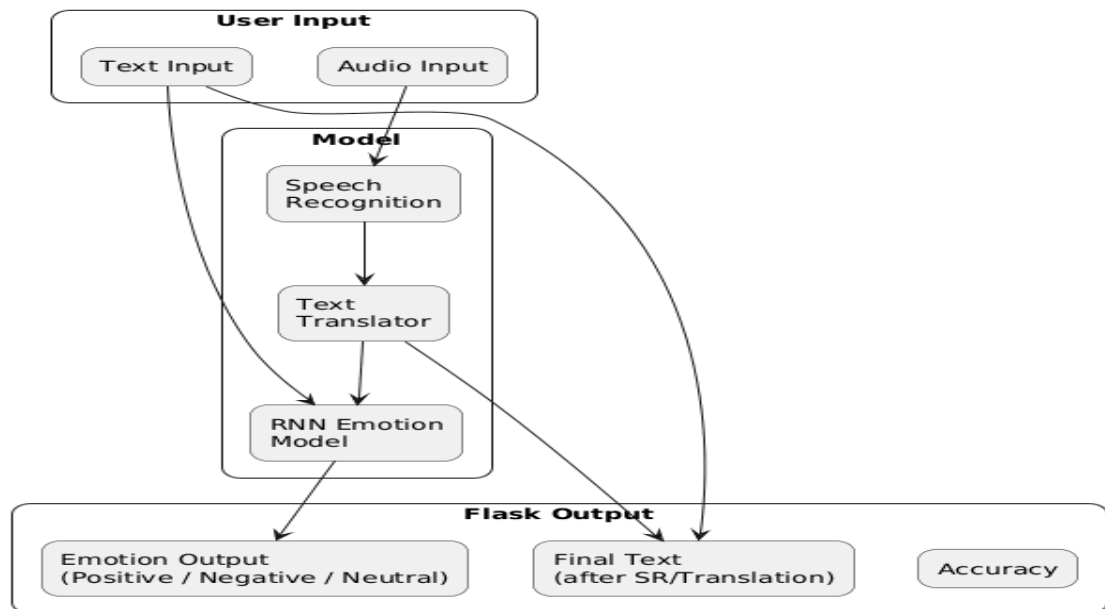 User Input
Text Input
Audio Input
Model
Speech
Recognition
Text
Translator
RNN Emotion
Model
Flask Output
Emotion Output
(Positive / Negative / Neutral)
Final Text
(after SR/Translation)
Accuracy